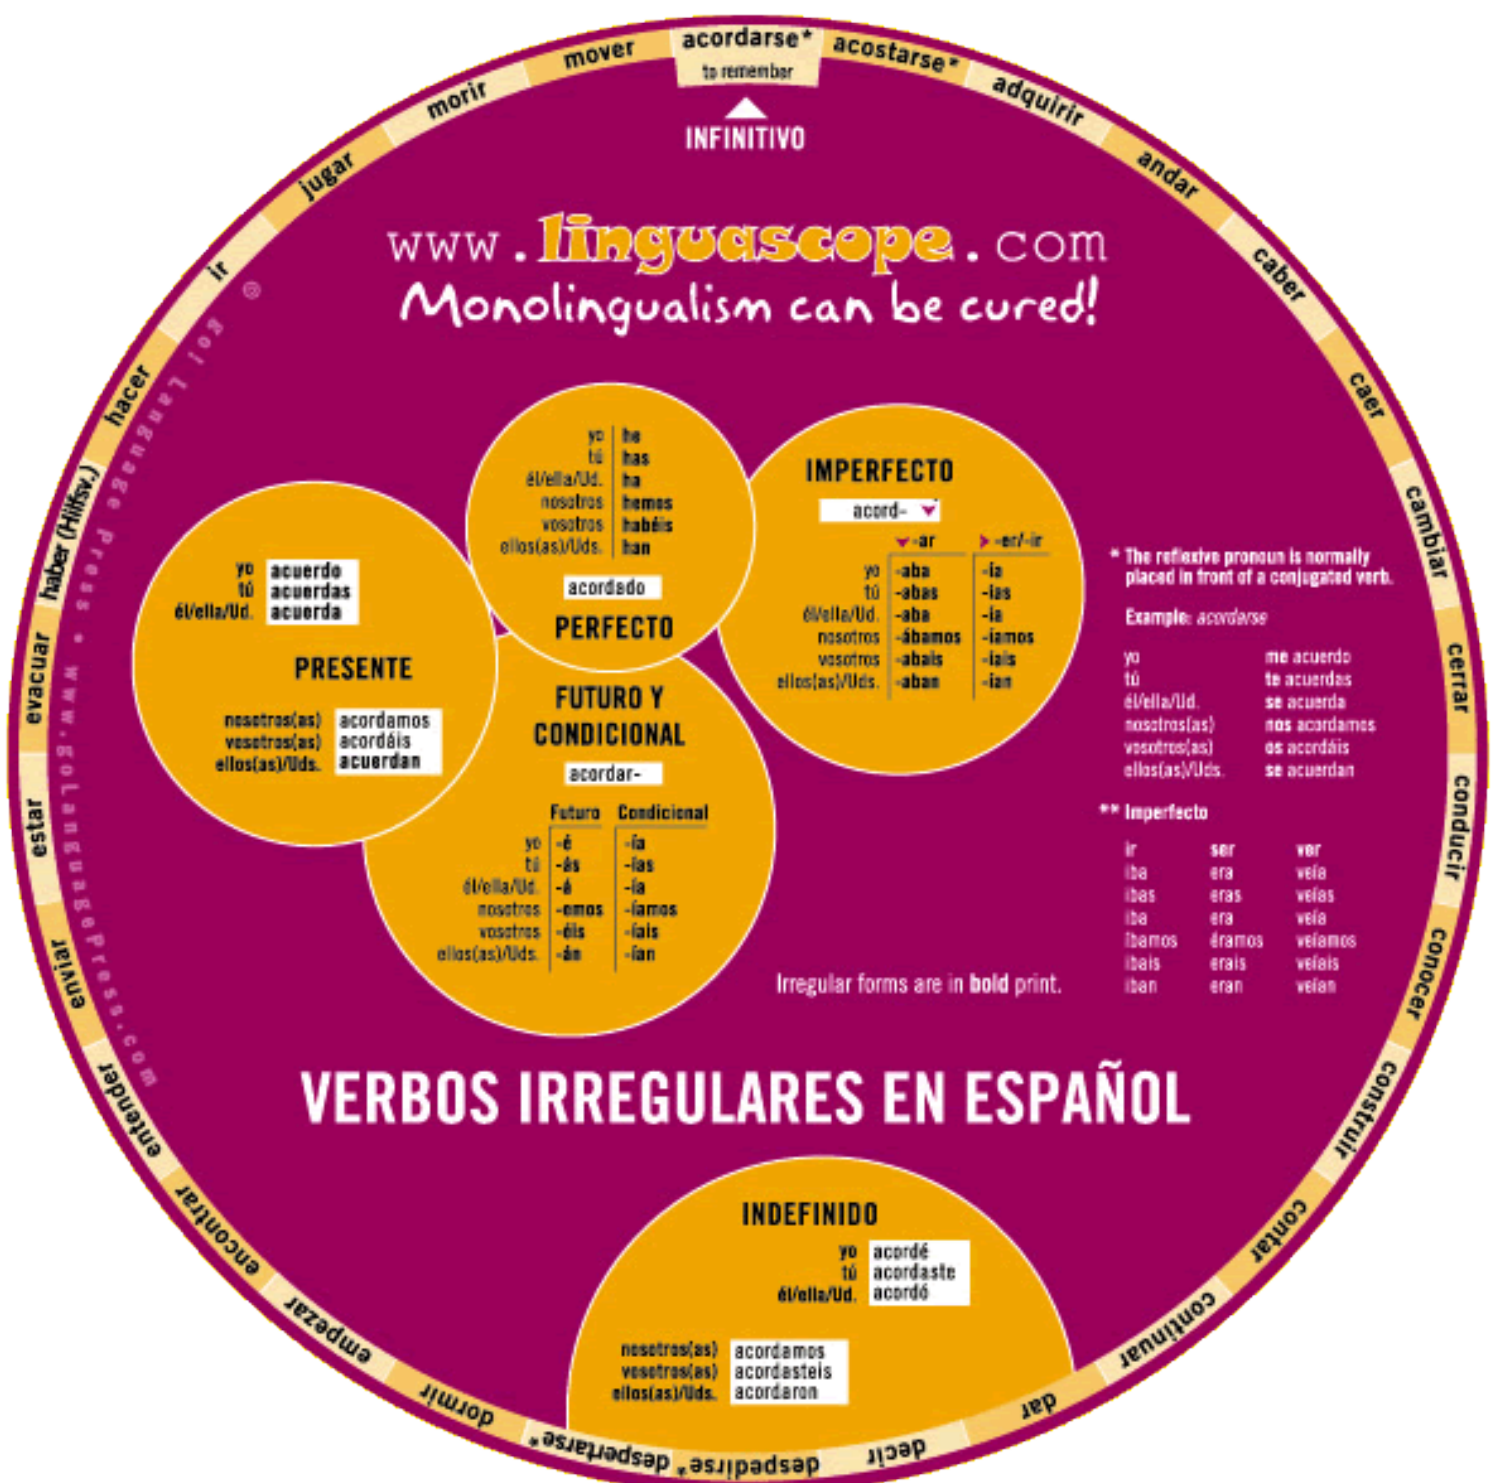 acordarse*
to remember
acostarse*
adquirir
andar
caber
caer
cambiar
cerrar
conducir
conocer
construir
contar
continuar
dar
decir
despedirse*
despertarse*
dormir
empezar
encontrar
entender
enviar
estar
evacuar
haber (Hilfsv.)
hacer
ir
jugar
morir
mover
INFINITIVO
www.linguascope.com
Monolingualism can be cured!
© Eol Language Press • www.eoLanguagePress.com
yo he
tú has
él/ella/Ud. ha
nosotros hemos
vosotros habéis
ellos(as)/Uds. han
acordado
PERFECTO
IMPERFECTO
acord-
-ar -er/-ir
yo -aba -ía
tú -abas -ías
él/ella/Ud. -aba -ía
nosotros -ábamos -íamos
vosotros -abais -íais
ellos(as)/Uds. -aban -ían
yo acuerdo
tú acuerdas
él/ella/Ud. acuerda
PRESENTE
nosotros(as) acordamos
vosotros(as) acordáis
ellos(as)/Uds. acuerdan
FUTURO Y
CONDICIONAL
acordar-
Futuro Condicional
yo -é -ía
tú -ás -ías
él/ella/Ud. -á -ía
nosotros -emos -íamos
vosotros -éis -íais
ellos(as)/Uds. -án -ían
* The reflexive pronoun is normally
placed in front of a conjugated verb.
Example: acordarse
yo me acuerdo
tú te acuerdas
él/ella/Ud. se acuerda
nosotros(as) nos acordamos
vosotros(as) os acordáis
ellos(as)/Uds. se acuerdan
** Imperfecto
ir ser ver
iba era veía
ibas eras veías
iba era veía
íbamos éramos veíamos
ibais erais veíais
iban eran veían
Irregular forms are in bold print.
VERBOS IRREGULARES EN ESPAÑOL
INDEFINIDO
yo acordé
tú acordaste
él/ella/Ud. acordó
nosotros(as) acordamos
vosotros(as) acordasteis
ellos(as)/Uds. acordaron